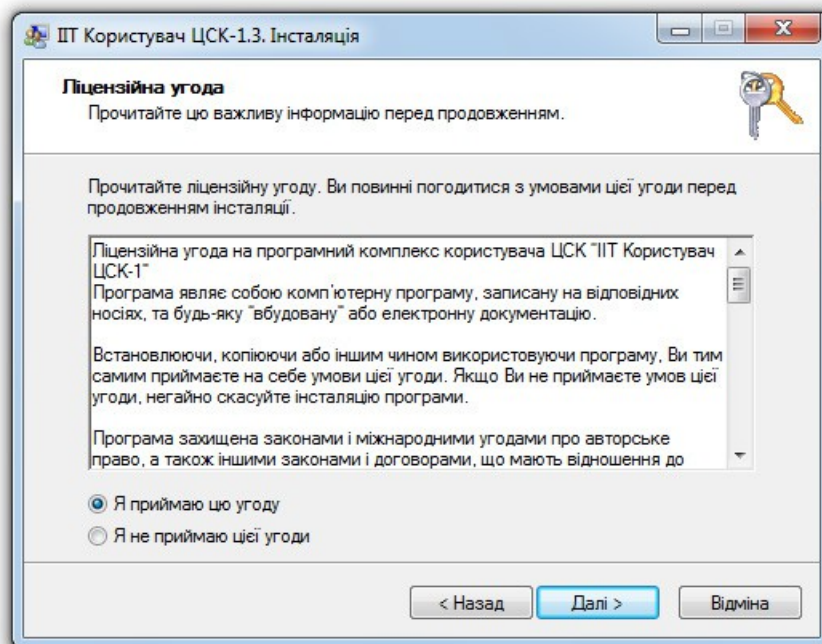 ІІТ Користувач ЦСК-1.3. Інсталяція
Ліцензійна угода
Прочитайте цю важливу інформацію перед продовженням.
Прочитайте ліцензійну угоду. Ви повинні погодитися з умовами цієї угоди перед
продовженням інсталяції.
Ліцензійна угода на програмний комплекс користувача ЦСК "ІІТ Користувач
ЦСК-1"
Програма являє собою комп'ютерну програму, записану на відповідних
носіях, та будь-яку "вбудовану" або електронну документацію.
Встановлюючи, копіюючи або іншим чином використовуючи програму, Ви тим
самим приймаєте на себе умови цієї угоди. Якщо Ви не приймаєте умов цієї
угоди, негайно скасуйте інсталяцію програми.
Програма захищена законами і міжнародними угодами про авторське
право, а також іншими законами і договорами, що мають відношення до
Я приймаю цю угоду
Я не приймаю цієї угоди
< Назад
Далі >
Відміна